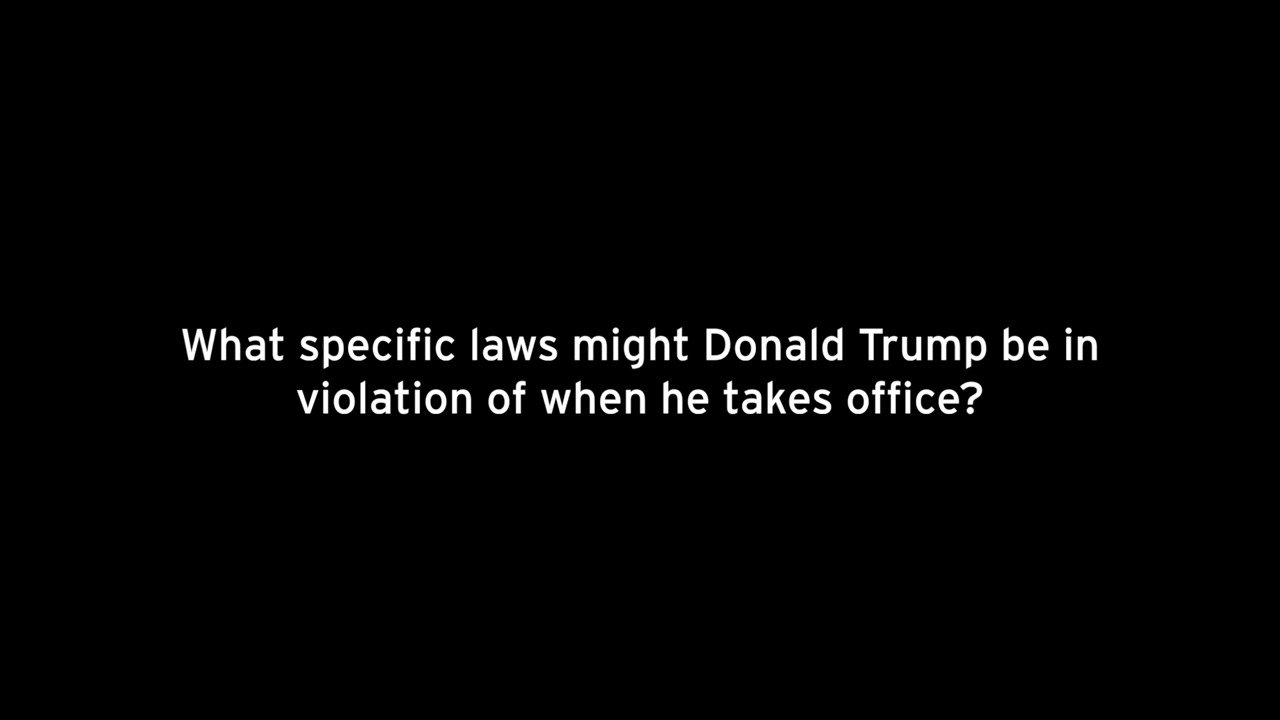 What specific laws might Donald Trump be in
violation of when he takes office?